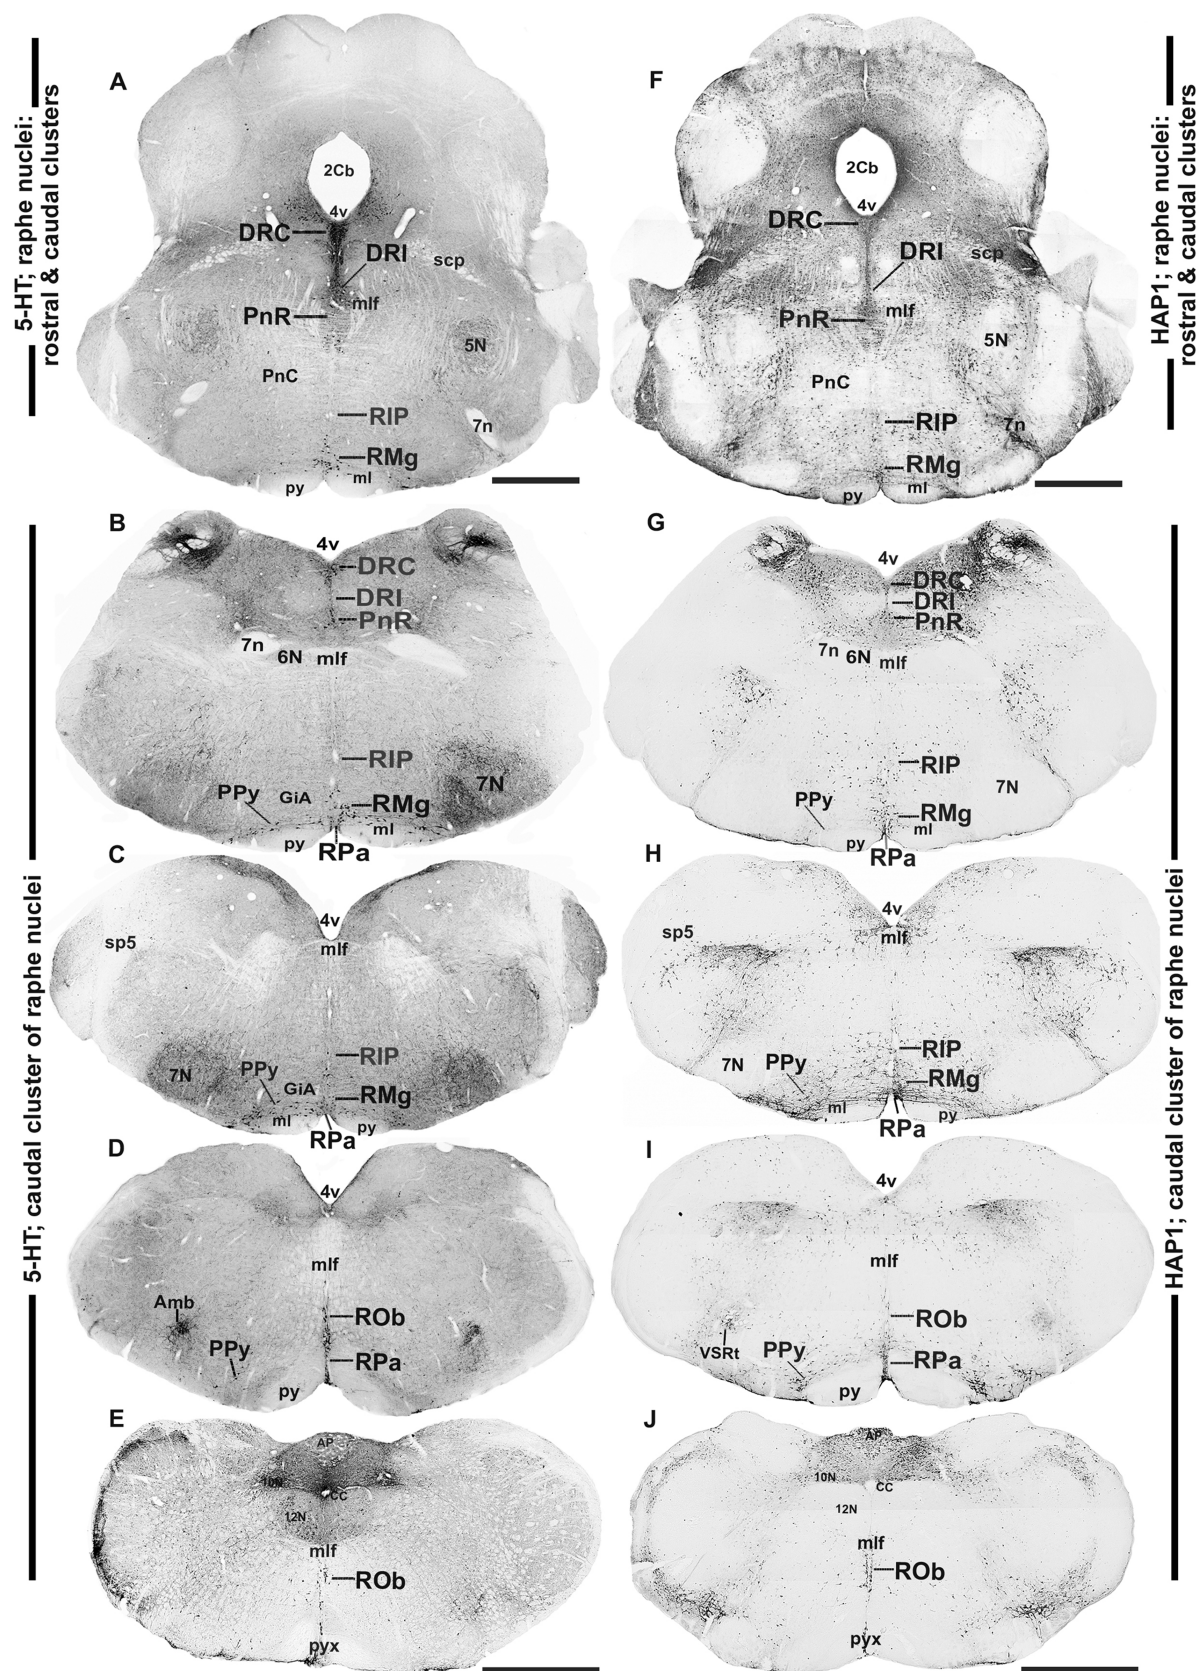 5-HT; raphe nuclei:
rostral & caudal clusters
A
2Cb
4v
DRC
DRI
scp
mlf
PnR
5N
PnC
RIP
7n
RMg
ml
py
F
2Cb
4v
DRC
DRI
scp
mlf
PnR
5N
PnC
RIP
7n
RMg
ml
py
HAP1; raphe nuclei:
rostral & caudal clusters
5-HT; caudal cluster of raphe nuclei
B
4v
DRC
DRI
PnR
7n
6N
mlf
RIP
7N
PPy
GiA
RMg
ml
py
RPa
G
4v
DRC
DRI
PnR
7n
6N
mlf
RIP
7N
PPy
RMg
ml
py
RPa
C
4v
mlf
sp5
RIP
7N
PPy
GiA
RMg
ml
py
RPa
H
4v
mlf
sp5
RIP
7N
PPy
RMg
ml
py
RPa
D
4v
mlf
Amb
ROb
PPy
RPa
py
I
4v
mlf
ROb
VSRt
PPy
RPa
py
E
AP
10N
CC
12N
mlf
ROb
pyx
J
AP
10N
CC
12N
mlf
ROb
pyx
HAP1; caudal cluster of raphe nuclei